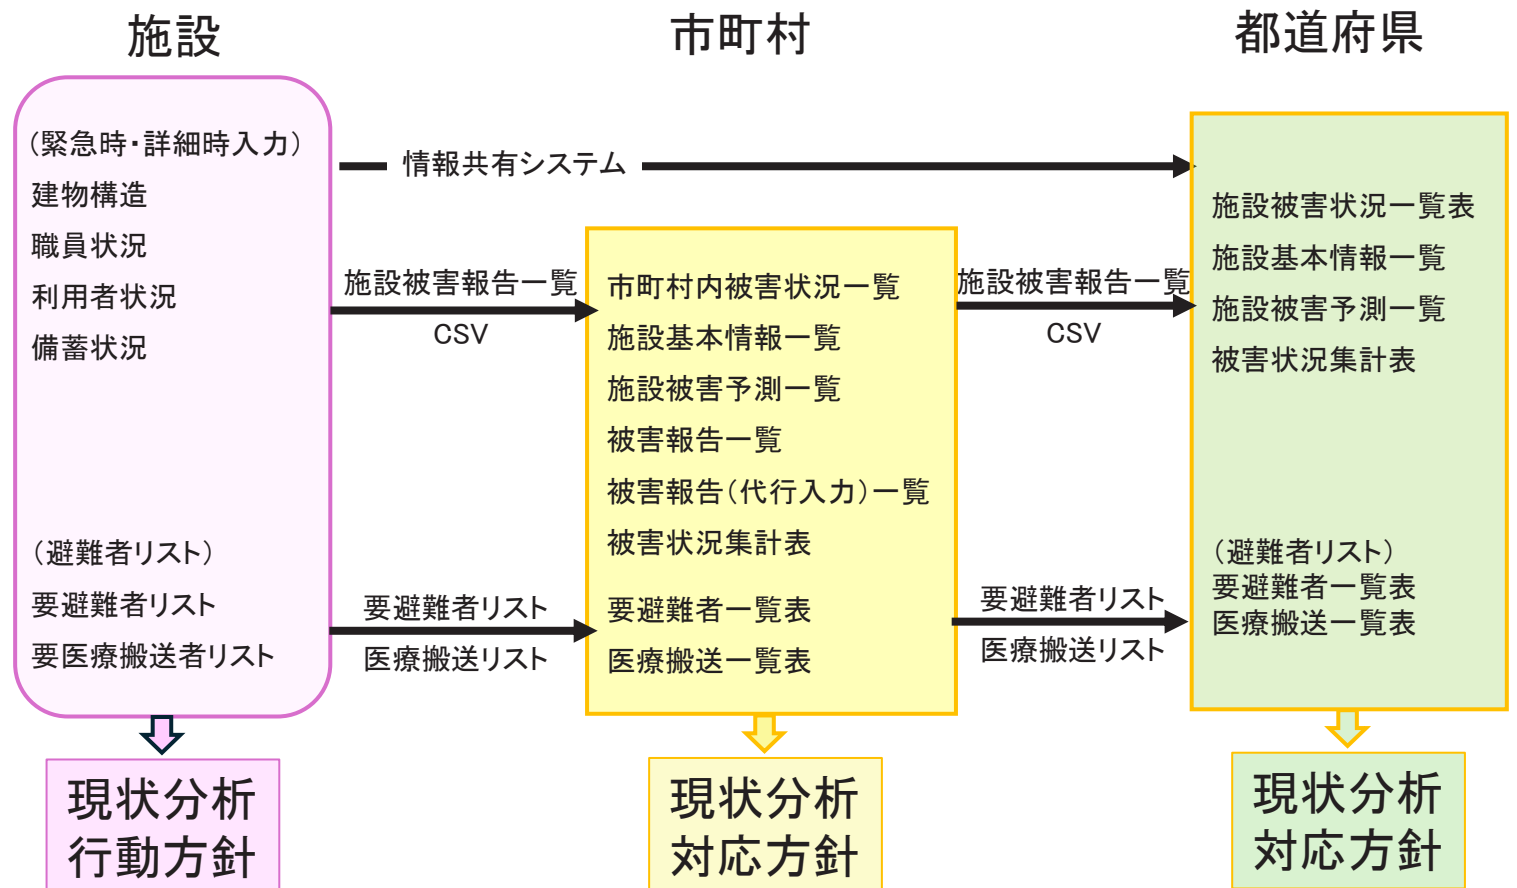 施設
市町村
都道府県
（緊急時・詳細時入力）
建物構造
職員状況
利用者状況
備蓄状況
（避難者リスト）
要避難者リスト
要医療搬送者リスト
情報共有システム
施設被害報告一覧
CSV
要避難者リスト
医療搬送リスト
市町村内被害状況一覧
施設基本情報一覧
施設被害予測一覧
被害報告一覧
被害報告（代行入力）一覧
被害状況集計表
要避難者一覧表
医療搬送一覧表
施設被害報告一覧
CSV
要避難者リスト
医療搬送リスト
施設被害状況一覧表
施設基本情報一覧
施設被害予測一覧
被害状況集計表
（避難者リスト）
要避難者一覧表
医療搬送一覧表
現状分析
行動方針
現状分析
対応方針
現状分析
対応方針